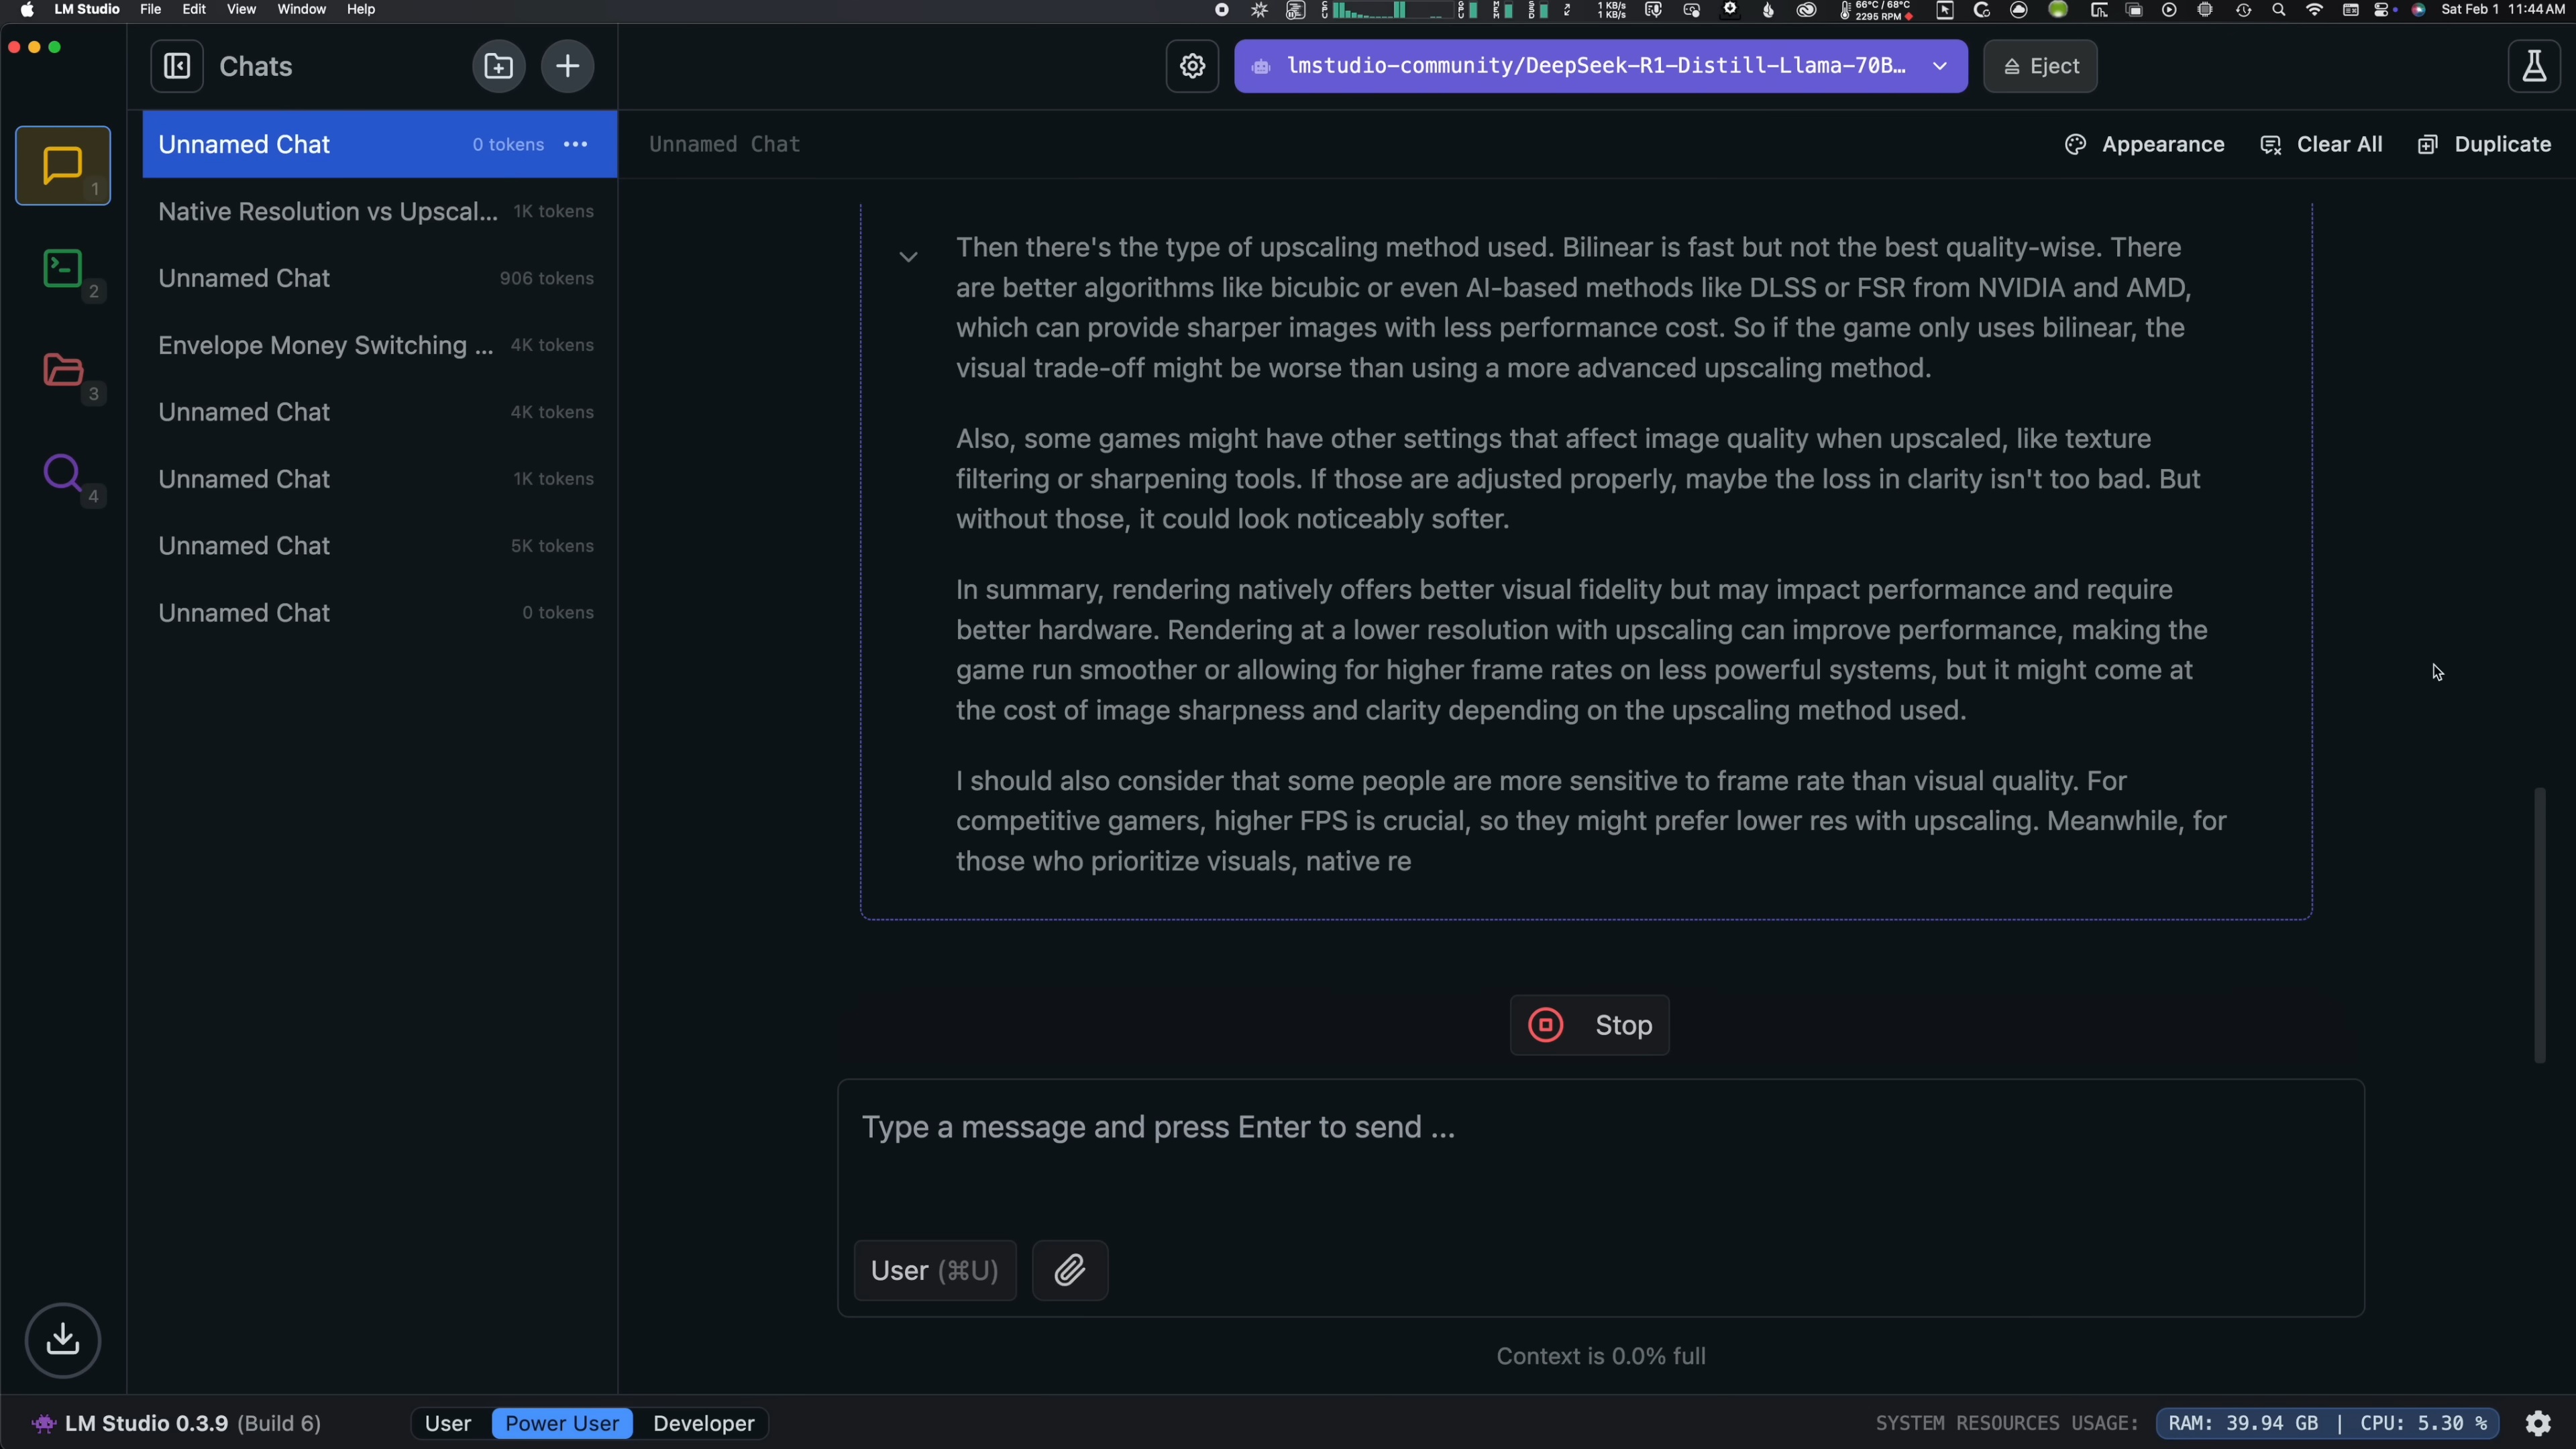 LM Studio File Edit View Window Help
1 KB/s
1 KB/s
66°C / 68°C
2295 RPM
Sat Feb 1 11:44 AM
Chats
lmstudio-community/DeepSeek-R1-Distill-Llama-70B...
Eject
Unnamed Chat 0 tokens
Native Resolution vs Upscal... 1K tokens
Unnamed Chat 906 tokens
Envelope Money Switching ... 4K tokens
Unnamed Chat 4K tokens
Unnamed Chat 1K tokens
Unnamed Chat 5K tokens
Unnamed Chat 0 tokens
1
2
3
4
Unnamed Chat
Appearance Clear All Duplicate
Then there's the type of upscaling method used. Bilinear is fast but not the best quality-wise. There
are better algorithms like bicubic or even AI-based methods like DLSS or FSR from NVIDIA and AMD,
which can provide sharper images with less performance cost. So if the game only uses bilinear, the
visual trade-off might be worse than using a more advanced upscaling method.
Also, some games might have other settings that affect image quality when upscaled, like texture
filtering or sharpening tools. If those are adjusted properly, maybe the loss in clarity isn't too bad. But
without those, it could look noticeably softer.
In summary, rendering natively offers better visual fidelity but may impact performance and require
better hardware. Rendering at a lower resolution with upscaling can improve performance, making the
game run smoother or allowing for higher frame rates on less powerful systems, but it might come at
the cost of image sharpness and clarity depending on the upscaling method used.
I should also consider that some people are more sensitive to frame rate than visual quality. For
competitive gamers, higher FPS is crucial, so they might prefer lower res with upscaling. Meanwhile, for
those who prioritize visuals, native re
Stop
Type a message and press Enter to send ...
User (⌘U)
Context is 0.0% full
LM Studio 0.3.9 (Build 6)
User Power User Developer
SYSTEM RESOURCES USAGE: RAM: 39.94 GB | CPU: 5.30 %